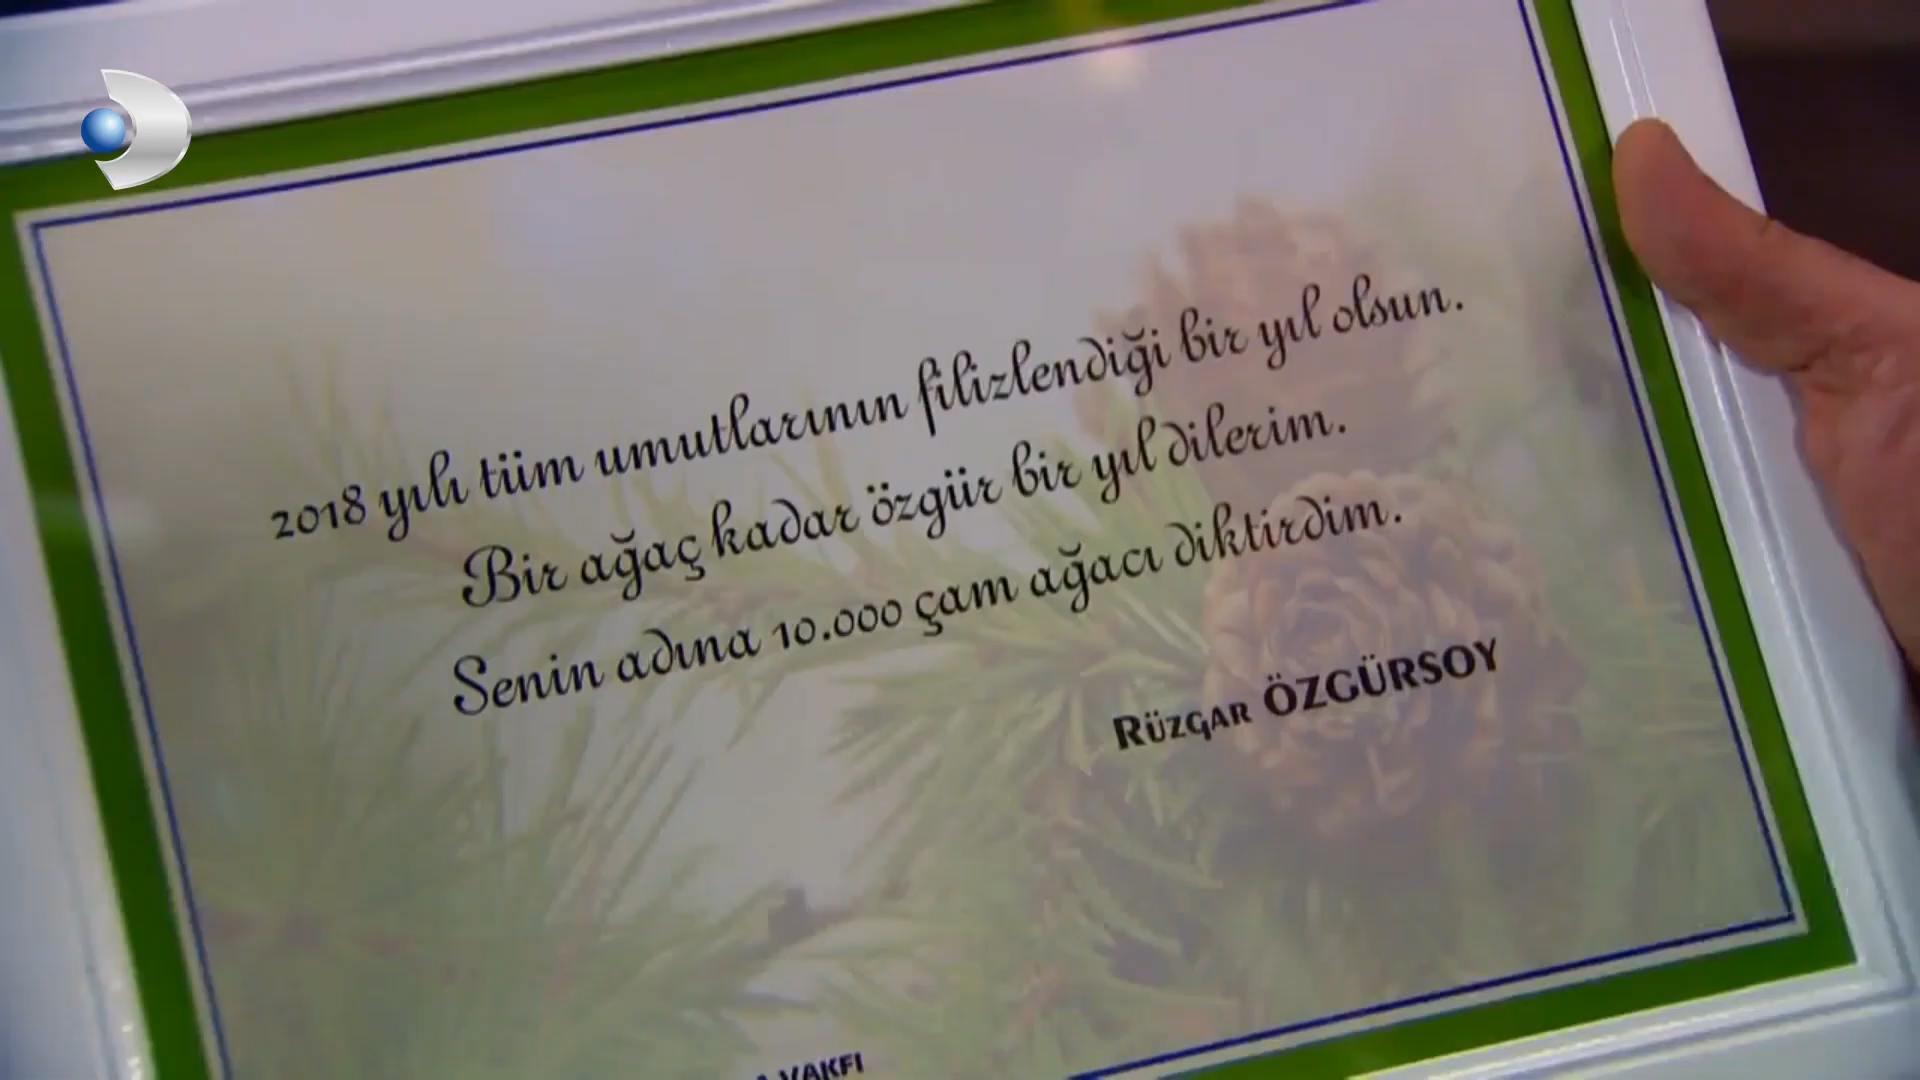 2018 yılı tüm umutlarının filizlendiği bir yıl olsun.
Bir ağaç kadar özgür bir yıl dilerim.
Senin adına 10.000 çam ağacı diktirdim.
Rüzgar ÖZGÜRSOY
VAKFI